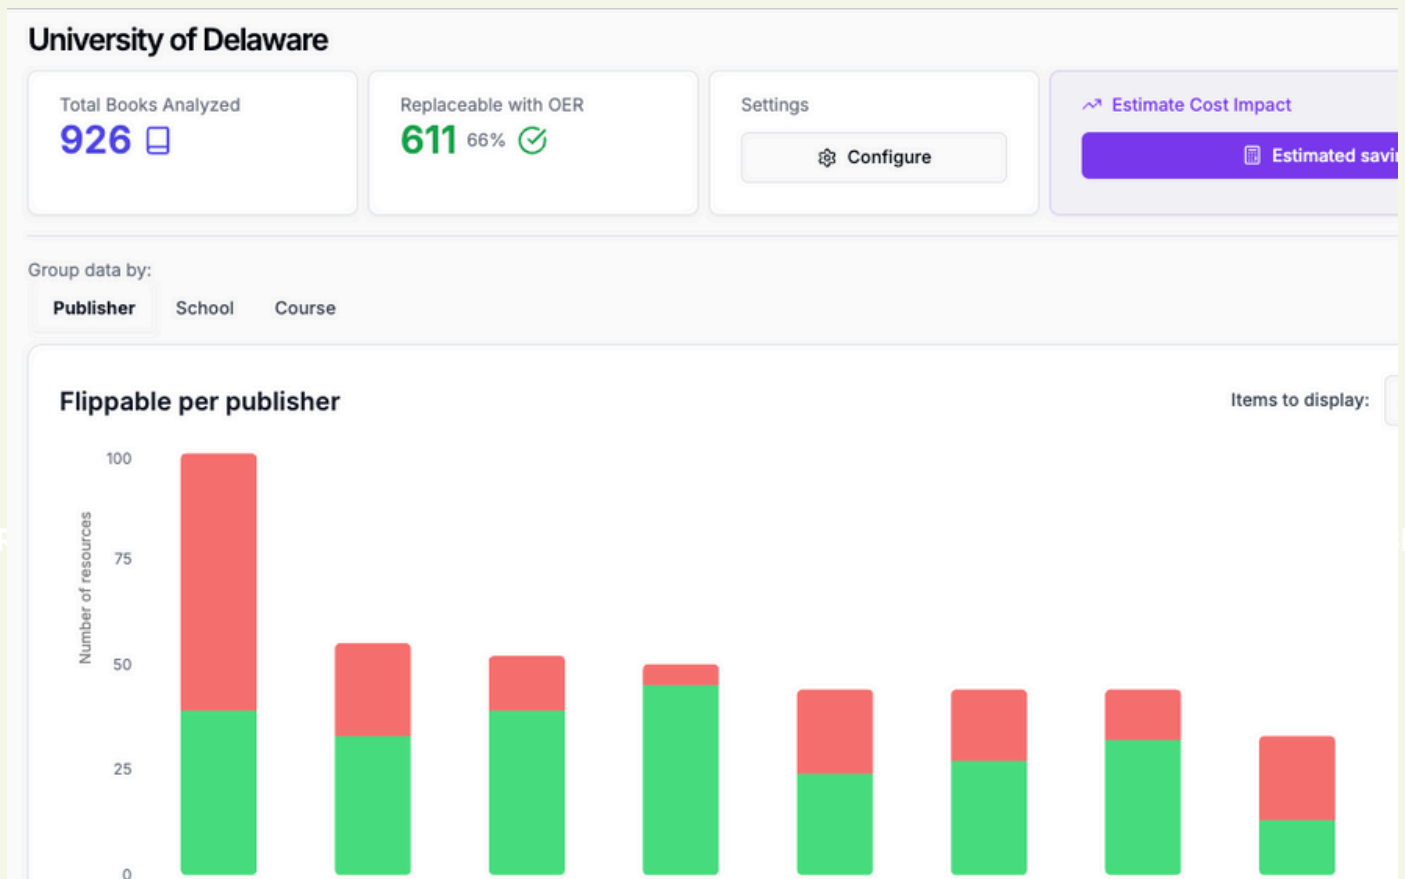 University of Delaware
Total Books Analyzed
926
Replaceable with OER
611 66%
Settings
Configure
Estimate Cost Impact
Estimated
Group data by:
Publisher School Course
Flippable per publisher
Items to display:
Number of resources
100
75
50
25
0